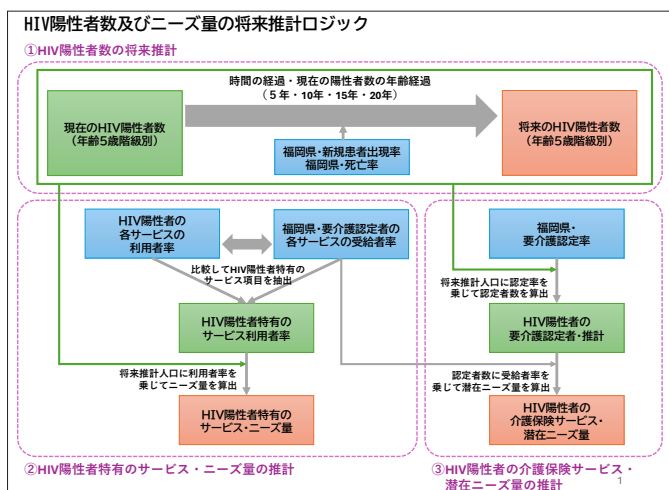 HIV陽性者数及びニーズ量の将来推計ロジック
①HIV陽性者数の将来推計
時間の経過・現在の陽性者数の年齢経過
（５年・10年・15年・20年）
現在のHIV陽性者数
（年齢5歳階級別）
将来のHIV陽性者数
（年齢5歳階級別）
福岡県・新規患者出現率
福岡県・死亡率
HIV陽性者の
各サービスの
利用者率
福岡県・要介護認定者の
各サービスの受給者率
福岡県・
要介護認定率
比較してHIV陽性者特有の
サービス項目を抽出
将来推計人口に認定率を
乗じて認定者数を算出
HIV陽性者特有の
サービス利用者率
HIV陽性者の
要介護認定者・推計
将来推計人口に利用者率を
乗じてニーズ量を算出
認定者数に受給者率を
乗じて潜在ニーズ量を算出
HIV陽性者特有の
サービス・ニーズ量
HIV陽性者の
介護保険サービス・
潜在ニーズ量
②HIV陽性者特有のサービス・ニーズ量の推計
③HIV陽性者の介護保険サービス・
潜在ニーズ量の推計
1